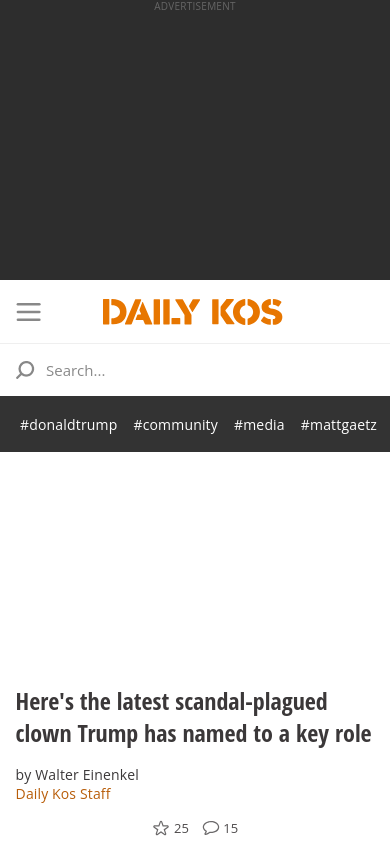 ADVERTISEMENT
DAILY KOS
Search...
#donaldtrump #community #media #mattgaetz
Here's the latest scandal-plagued
clown Trump has named to a key role
by Walter Einenkel
Daily Kos Staff
25 15